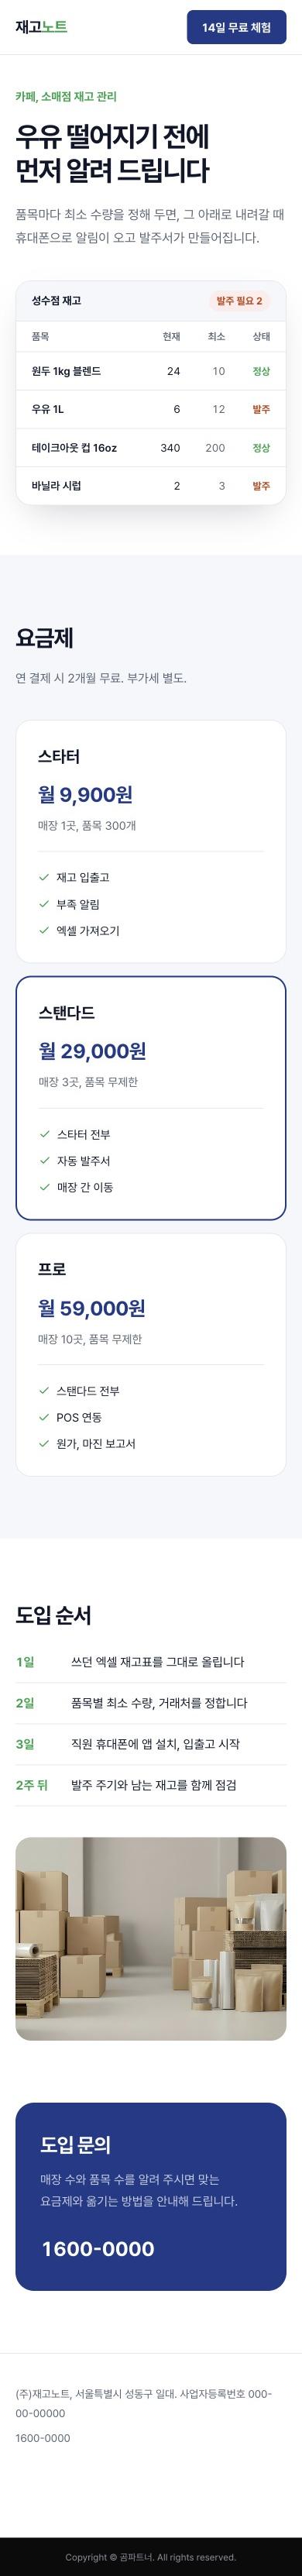 재고노트
14일 무료 체험
카페, 소매점 재고 관리
우유 떨어지기 전에
먼저 알려 드립니다
품목마다 최소 수량을 정해 두면, 그 아래로 내려갈 때
휴대폰으로 알림이 오고 발주서가 만들어집니다.
성수점 재고 발주 필요 2
품목 현재 최소 상태
원두 1kg 블렌드 24 10 정상
우유 1L 6 12 발주
테이크아웃 컵 16oz 340 200 정상
바닐라 시럽 2 3 발주
요금제
연 결제 시 2개월 무료. 부가세 별도.
스타터
월 9,900원
매장 1곳, 품목 300개
재고 입출고
부족 알림
엑셀 가져오기
스탠다드
월 29,000원
매장 3곳, 품목 무제한
스타터 전부
자동 발주서
매장 간 이동
프로
월 59,000원
매장 10곳, 품목 무제한
스탠다드 전부
POS 연동
원가, 마진 보고서
도입 순서
1일 쓰던 엑셀 재고표를 그대로 올립니다
2일 품목별 최소 수량, 거래처를 정합니다
3일 직원 휴대폰에 앱 설치, 입출고 시작
2주 뒤 발주 주기와 남는 재고를 함께 점검
도입 문의
매장 수와 품목 수를 알려 주시면 맞는
요금제와 옮기는 방법을 안내해 드립니다.
1600-0000
(주)재고노트, 서울특별시 성동구 일대. 사업자등록번호 000-
00-00000
1600-0000
Copyright © 곰파트너. All rights reserved.